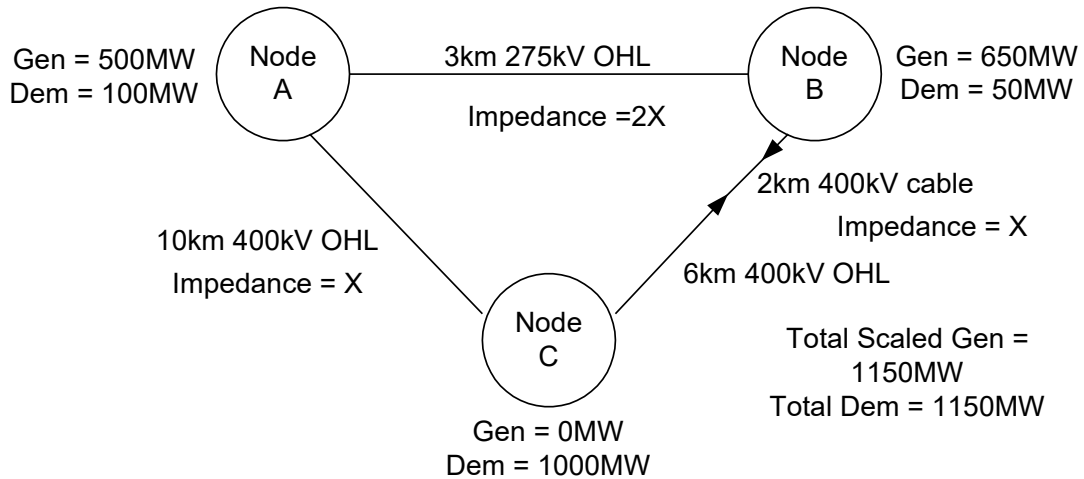 Node
A
Gen = 500MW
Dem = 100MW
3km 275kV OHL
Impedance =2X
Node
B
Gen = 650MW
Dem = 50MW
2km 400kV cable
Impedance = X
6km 400kV OHL
10km 400kV OHL
Impedance = X
Node
C
Gen = 0MW
Dem = 1000MW
Total Scaled Gen =
1150MW
Total Dem = 1150MW